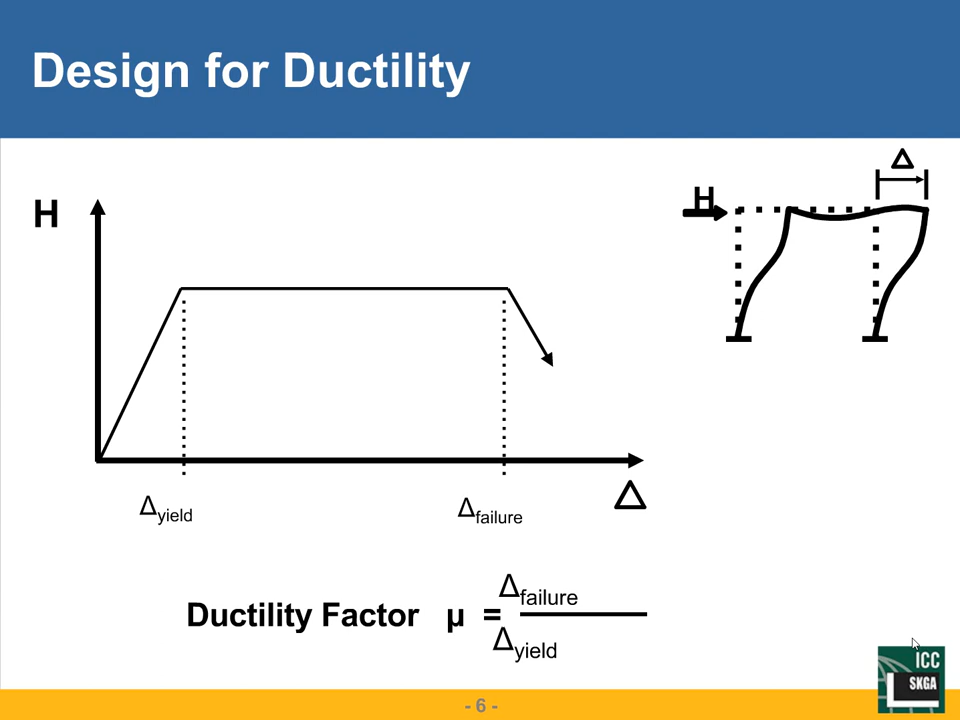 Design for Ductility
Δ
H
H
Δyield
Δfailure
Δ
Ductility Factor μ =
Δfailure
Δyield
ICC
SKGA
- 6 -